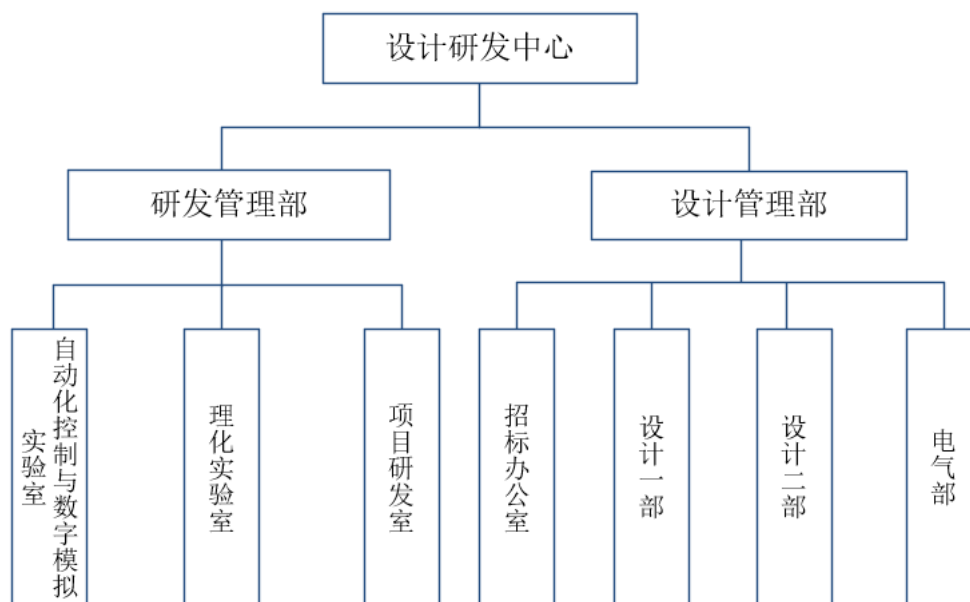 设计研发中心
研发管理部
设计管理部
自动化控制与数字模拟
实验室
理化实验室
项目研发室
招标办公室
设计一部
设计二部
电气部